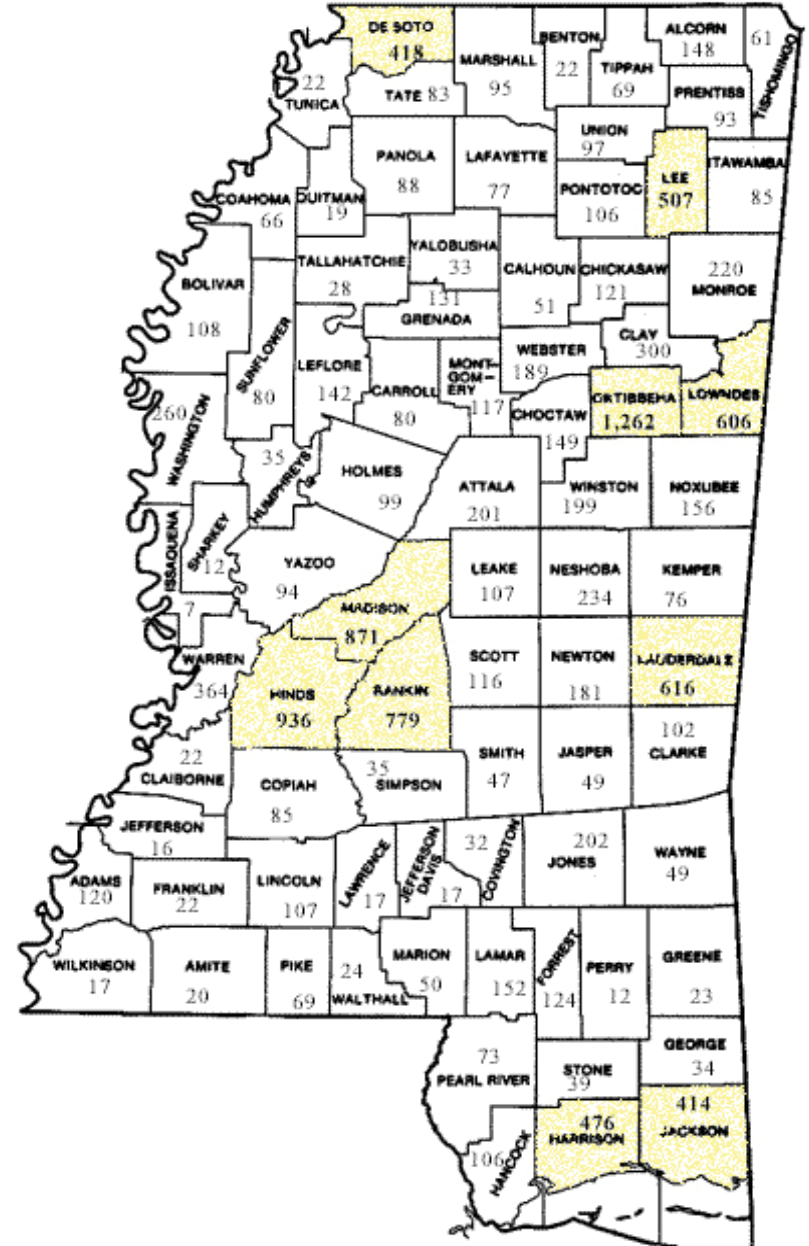 DE SOTO
418
TUNICA
22
TATE 83
MARSHALL
95
BENTON
22
TIPPAH
69
ALCORN
148
61
TISHOMINGO
PRENTISS
93
UNION
97
PANOLA
88
LAFAYETTE
77
PONTOTOC
106
LEE
507
ITAWAMBA
85
COAHOMA
66
QUITMAN
19
TALLAHATCHIE
28
YALOBUSHA
33
CALHOUN
51
CHICKASAW
121
220
MONROE
BOLIVAR
108
SUNFLOWER
80
LEFLORE
142
131
GRENADA
CARROLL
80
MONT
GOM-
ERY
117
WEBSTER
189
CLAY
300
CHOCTAW
149
OKTIBBEHA
1,262
LOWNDES
606
260
WASHINGTON
35
HUMPHREYS
HOLMES
99
ATTALA
201
WINSTON
199
NOXUBEE
156
ISSAQUENA
7
SHARKEY
12
YAZOO
94
MADISON
871
LEAKE
107
NESHOBA
234
KEMPER
76
WARREN
364
HINDS
936
RANKIN
779
SCOTT
116
NEWTON
181
LAUDERDALE
616
22
CLAIBORNE
COPIAH
85
35
SIMPSON
SMITH
47
JASPER
49
102
CLARKE
JEFFERSON
16
ADAMS
120
FRANKLIN
22
LINCOLN
107
LAWRENCE
17
JEFFERSON
DAVIS
17
32
COVINGTON
202
JONES
WAYNE
49
WILKINSON
17
AMITE
20
PIKE
69
24
WALTHALL
MARION
50
LAMAR
152
FORREST
124
PERRY
12
GREENE
23
73
PEARL RIVER
STONE
39
GEORGE
34
106
HANCOCK
476
HARRISON
414
JACKSON